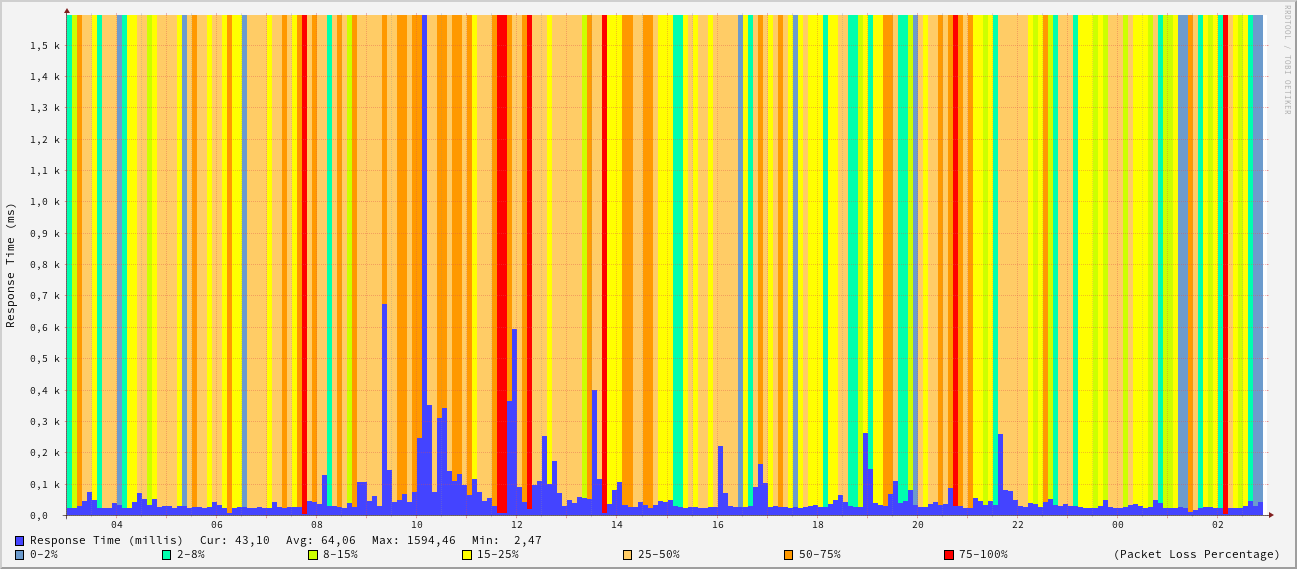 RRDTOOL / TOBI OETIKER
Response Time (ms)
1,5 k
1,4 k
1,3 k
1,2 k
1,1 k
1,0 k
0,9 k
0,8 k
0,7 k
0,6 k
0,5 k
0,4 k
0,3 k
0,2 k
0,1 k
0,0
04 06 08 10 12 14 16 18 20 22 00 02
Response Time (millis) Cur: 43,10 Avg: 64,06 Max: 1594,46 Min: 2,47
0-2% 2-8% 8-15% 15-25% 25-50% 50-75% 75-100% (Packet Loss Percentage)